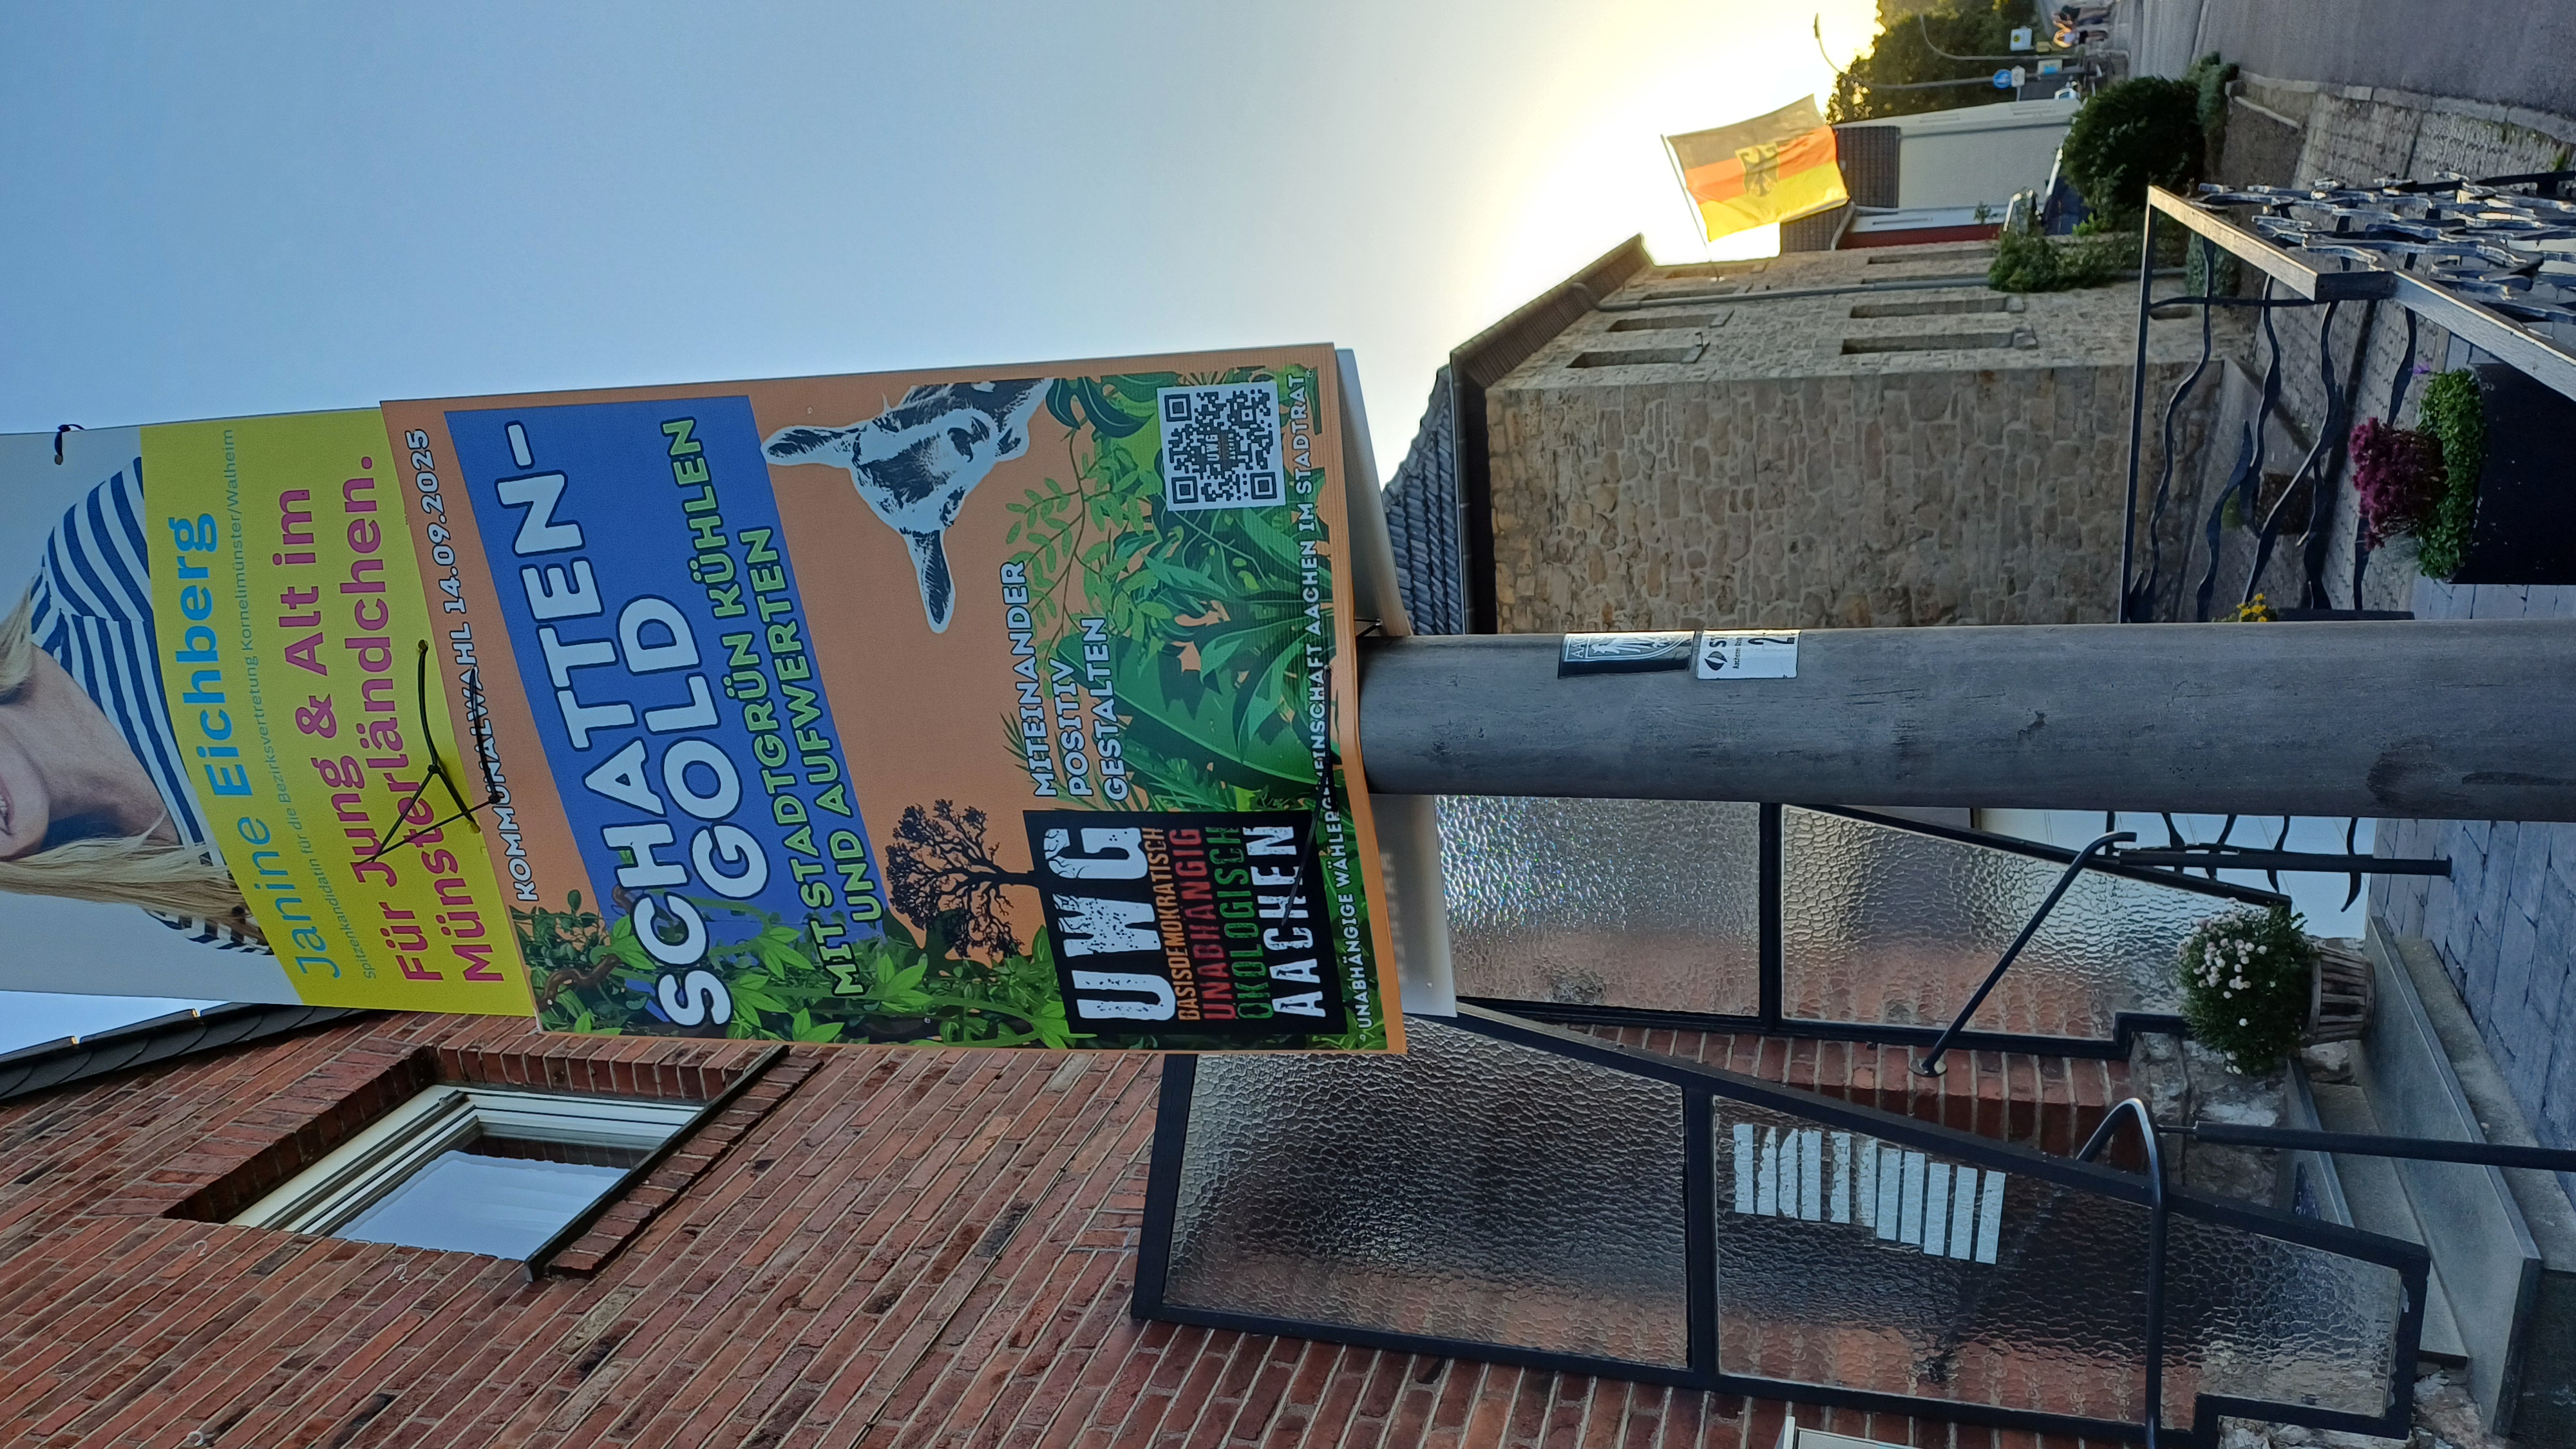 Janine Eichberg
Spitzenkandidatin für die Bezirksvertretung Kornelimünster/Walheim
Für Jung & Alt im
Münsterländchen.
KOMMUNALWAHL 14.09.2025
SCHATTEN-
GOLD
MIT STADTGRÜN KÜHLEN
UND AUFWERTEN
MITEINANDER
POSITIV
GESTALTEN
UWG
BASISDEMOKRATISCH
UNABHÄNGIG
ÖKOLOGISCH
AACHEN
UWG
UNABHÄNGIGE WÄHLERGEMEINSCHAFT AACHEN IM STADTRAT